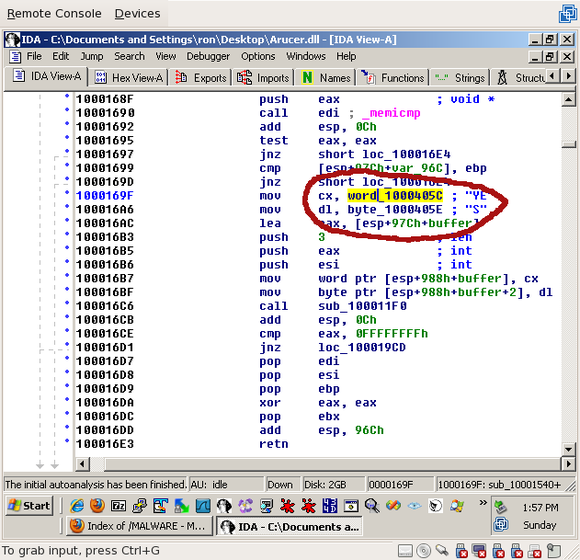 Remote Console Devices
IDA - C:\Documents and Settings\ron\Desktop\Arucer.dll - [IDA View-A]
File Edit Jump Search View Debugger Options Windows Help
IDA View-A Hex View-A Exports Imports N Names Functions "..." Strings Structu
1000168F push eax ; void *
10001690 call edi ; _memicmp
10001692 add esp, 0Ch
10001695 test eax, eax
10001697 jnz short loc_100016E4
10001699 cmp [esp+97Ch+var_96C], ebp
1000169D jnz short loc_100016E4
1000169F mov cx, word_1000405C ; "YE
100016A6 mov dl, byte_1000405E ; "S"
100016AC lea eax, [esp+97Ch+buffer]
100016B3 push 3 ; len
100016B5 push eax ; int
100016B6 push esi ; int
100016B7 mov word ptr [esp+988h+buffer], cx
100016BF mov byte ptr [esp+988h+buffer+2], dl
100016C6 call sub_100011F0
100016CB add esp, 0Ch
100016CE cmp eax, 0FFFFFFFFh
100016D1 jnz loc_100019CD
100016D7 pop edi
100016D8 pop esi
100016D9 pop ebp
100016DA xor eax, eax
100016DC pop ebx
100016DD add esp, 96Ch
100016E3 retn
The initial autoanalysis has been finished. AU: idle Down Disk: 2GB 0000169F 1000169F: sub_10001540+
Start 1:57 PM
Sunday
Index of /MALWARE - M... IDA - C:\Documents a...
To grab input, press Ctrl+G